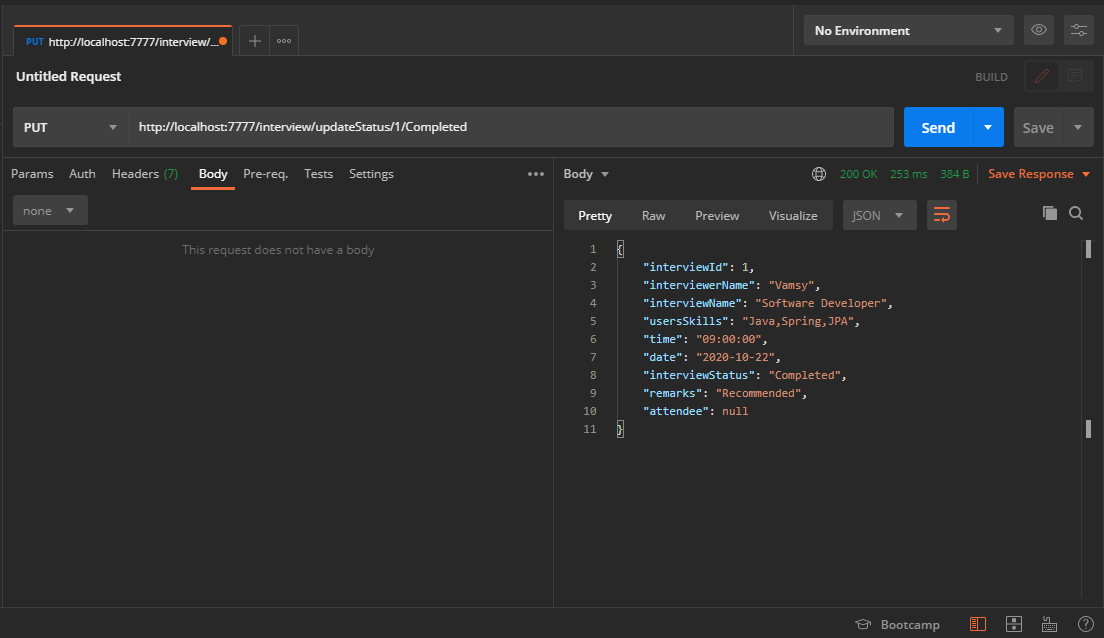 PUT http://localhost:7777/interview/...
No Environment
Untitled Request
BUILD
PUT http://localhost:7777/interview/updateStatus/1/Completed Send Save
Params Auth Headers (7) Body Pre-req. Tests Settings
Body 200 OK 253 ms 384 B Save Response
none
Pretty Raw Preview Visualize JSON
This request does not have a body
1 {
2 "interviewId": 1,
3 "interviewerName": "Vamsy",
4 "interviewName": "Software Developer",
5 "usersSkills": "Java,Spring,JPA",
6 "time": "09:00:00",
7 "date": "2020-10-22",
8 "interviewStatus": "Completed",
9 "remarks": "Recommended",
10 "attendee": null
11 }
Bootcamp